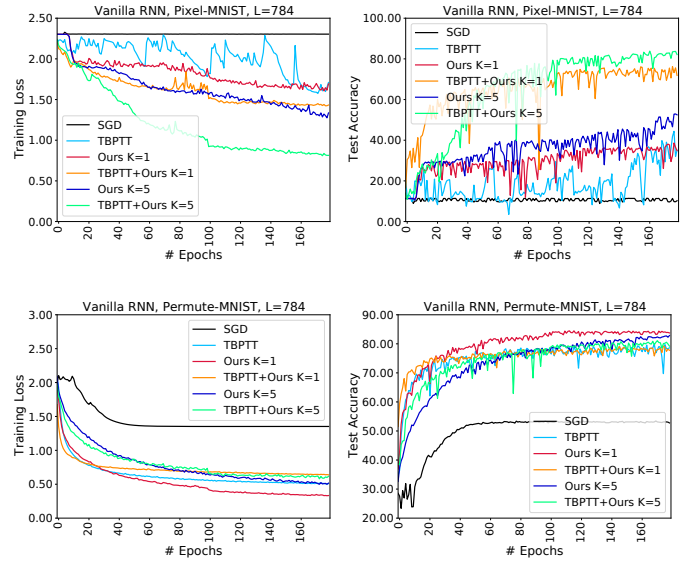 Vanilla RNN, Pixel-MNIST, L=784
2.50
2.00
1.50
1.00
0.50
0.00
Training Loss
SGD
TBPTT
Ours K=1
TBPTT+Ours K=1
Ours K=5
TBPTT+Ours K=5
0
20
40
60
80
100
120
140
160
# Epochs
Vanilla RNN, Pixel-MNIST, L=784
100.00
80.00
60.00
40.00
20.00
0.00
Test Accuracy
SGD
TBPTT
Ours K=1
TBPTT+Ours K=1
Ours K=5
TBPTT+Ours K=5
0
20
40
60
80
100
120
140
160
# Epochs
Vanilla RNN, Permute-MNIST, L=784
3.00
2.50
2.00
1.50
1.00
0.50
0.00
Training Loss
SGD
TBPTT
Ours K=1
TBPTT+Ours K=1
Ours K=5
TBPTT+Ours K=5
0
20
40
60
80
100
120
140
160
# Epochs
Vanilla RNN, Permute-MNIST, L=784
90.00
80.00
70.00
60.00
50.00
40.00
30.00
20.00
Test Accuracy
SGD
TBPTT
Ours K=1
TBPTT+Ours K=1
Ours K=5
TBPTT+Ours K=5
0
20
40
60
80
100
120
140
160
# Epochs